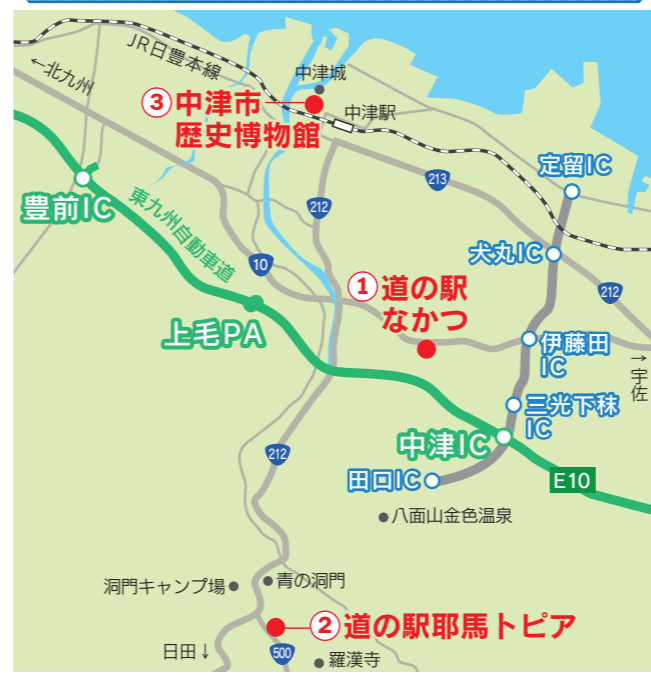 JR日豊本線
←北九州
中津城
③中津市
歴史博物館
中津駅
定留IC
213
豊前IC
212
東九州自動車道
犬丸IC
10
①道の駅
なかつ
212
上毛PA
伊藤田
IC
→宇佐
三光下秣
IC
中津IC
212
田口IC
E10
八面山金色温泉
洞門キャンプ場
青の洞門
②道の駅耶馬トピア
日田↓
500
羅漢寺